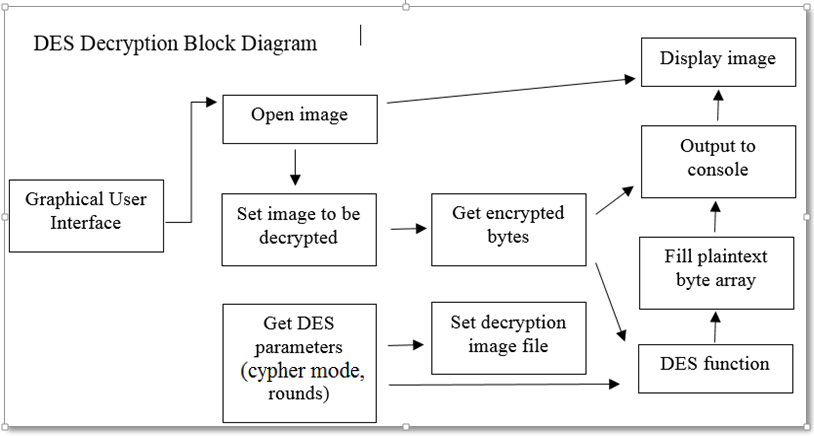 DES Decryption Block Diagram
Display image
Open image
Output to
console
Graphical User
Interface
Set image to be
decrypted
Get encrypted
bytes
Fill plaintext
byte array
Get DES
parameters
(cypher mode,
rounds)
Set decryption
image file
DES function